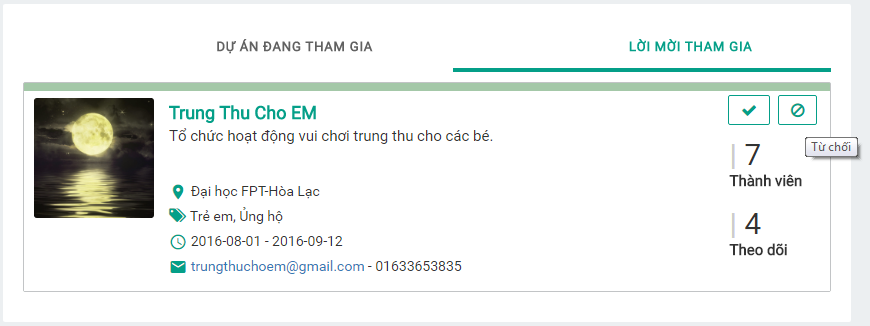 DỰ ÁN ĐANG THAM GIA
LỜI MỜI THAM GIA
Trung Thu Cho EM
Tổ chức hoạt động vui chơi trung thu cho các bé.
Đại học FPT-Hòa Lạc
Trẻ em, Ủng hộ
2016-08-01 - 2016-09-12
trungthuchoem@gmail.com - 01633653835
Từ chối
7
Thành viên
4
Theo dõi